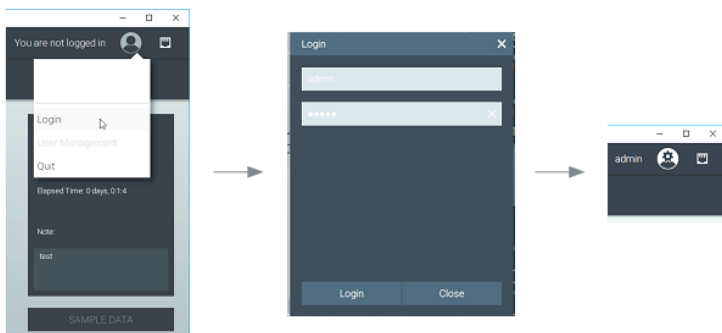 You are not logged in
Login
User Management
Quit
Elapsed Time: 0 days, 0:1:4
Note:
test
SAMPLE DATA
Login
admin
•••••
Login
Close
admin